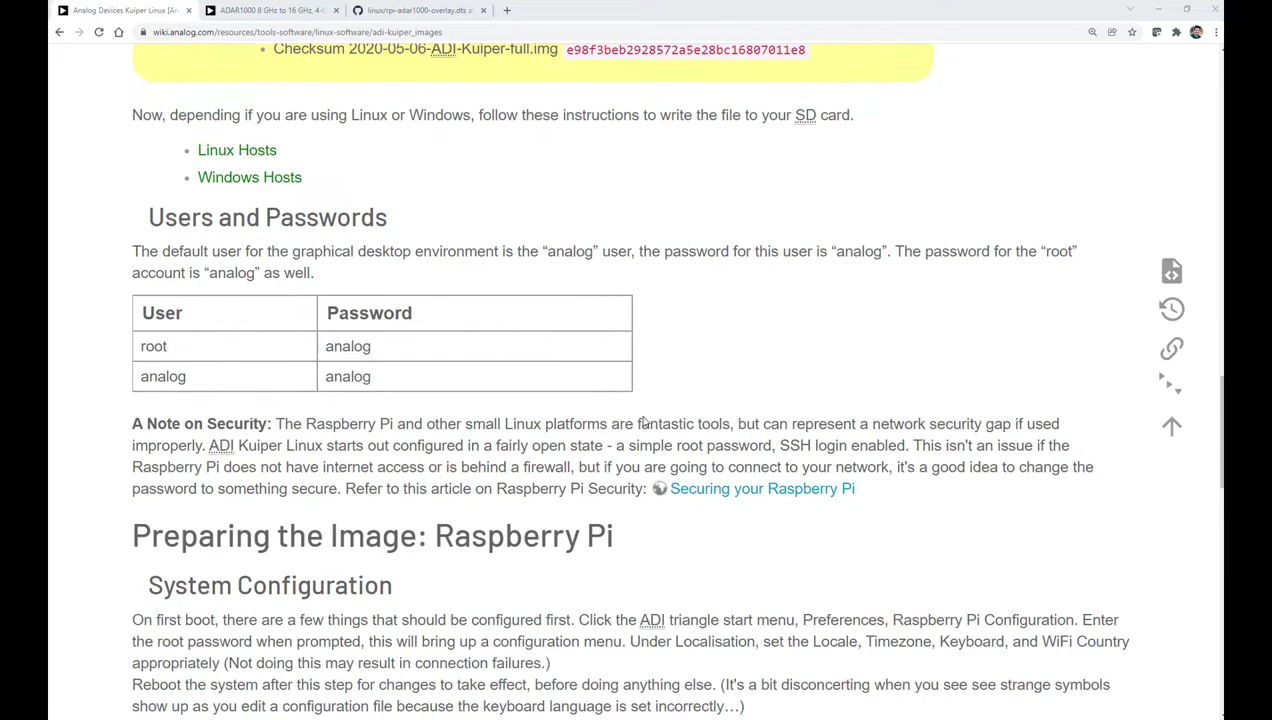 Analog Devices Kuiper Linux [An
ADAR1000 8 GHz to 16 GHz, 4-C
linux/rpi-adar1000-overlay.dts at
wiki.analog.com/resources/tools-software/linux-software/adi-kuiper_images
Checksum 2020-05-06-ADI-Kuiper-full.img e98f3beb2928572a5e28bc16807011e8
Now, depending if you are using Linux or Windows, follow these instructions to write the file to your SD card.
Linux Hosts
Windows Hosts
Users and Passwords
The default user for the graphical desktop environment is the “analog” user, the password for this user is “analog”. The password for the “root”
account is “analog” as well.
User Password
root analog
analog analog
A Note on Security: The Raspberry Pi and other small Linux platforms are fantastic tools, but can represent a network security gap if used
improperly. ADI Kuiper Linux starts out configured in a fairly open state - a simple root password, SSH login enabled. This isn't an issue if the
Raspberry Pi does not have internet access or is behind a firewall, but if you are going to connect to your network, it's a good idea to change the
password to something secure. Refer to this article on Raspberry Pi Security: Securing your Raspberry Pi
Preparing the Image: Raspberry Pi
System Configuration
On first boot, there are a few things that should be configured first. Click the ADI triangle start menu, Preferences, Raspberry Pi Configuration. Enter
the root password when prompted, this will bring up a configuration menu. Under Localisation, set the Locale, Timezone, Keyboard, and WiFi Country
appropriately (Not doing this may result in connection failures.)
Reboot the system after this step for changes to take effect, before doing anything else. (It's a bit disconcerting when you see see strange symbols
show up as you edit a configuration file because the keyboard language is set incorrectly…)